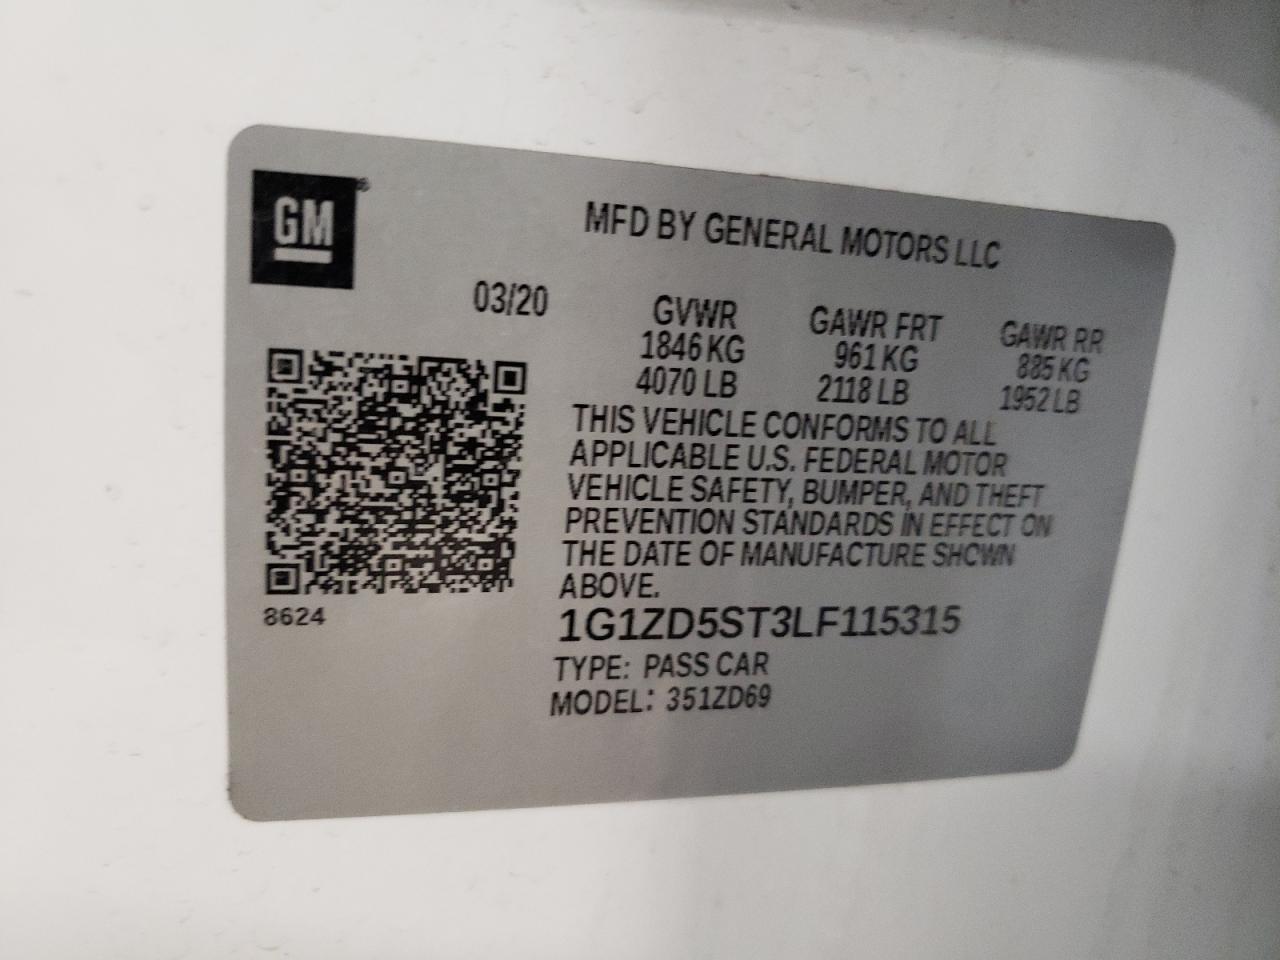 GM
MFD BY GENERAL MOTORS LLC
03/20
GVWR GAWR FRT GAWR RR
1846 KG 961 KG 885 KG
4070 LB 2118 LB 1952 LB
THIS VEHICLE CONFORMS TO ALL
APPLICABLE U.S. FEDERAL MOTOR
VEHICLE SAFETY, BUMPER, AND THEFT
PREVENTION STANDARDS IN EFFECT ON
THE DATE OF MANUFACTURE SHOWN
ABOVE.
8624
1G1ZD5ST3LF115315
TYPE: PASS CAR
MODEL: 351ZD69